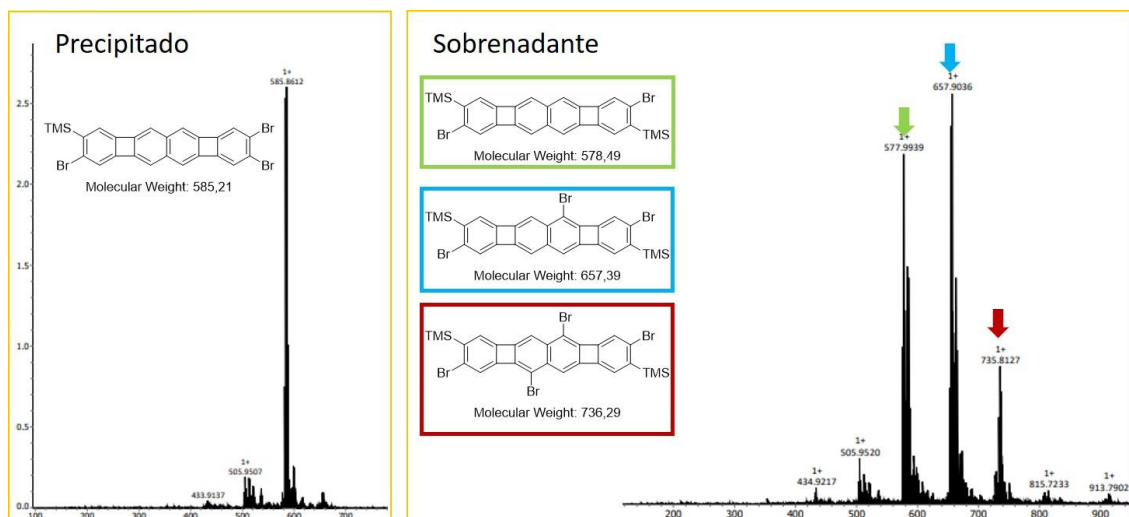 Precipitado
TMS
Br
Br
Br
Molecular Weight: 585,21
1+
585.8612
1+
505.9507
433.9137
2.5
2.0
1.5
1.0
0.5
0.0
100
200
300
400
500
600
700
Sobrenadante
TMS
Br
Br
TMS
Molecular Weight: 578,49
Br
TMS
Br
Br
TMS
Molecular Weight: 657,39
Br
TMS
Br
Br
TMS
Br
Molecular Weight: 736,29
1+
657.9036
1+
577.9939
1+
735.8127
1+
505.9520
1+
434.9217
1+
815.7233
1+
913.7902
200
300
400
500
600
700
800
900